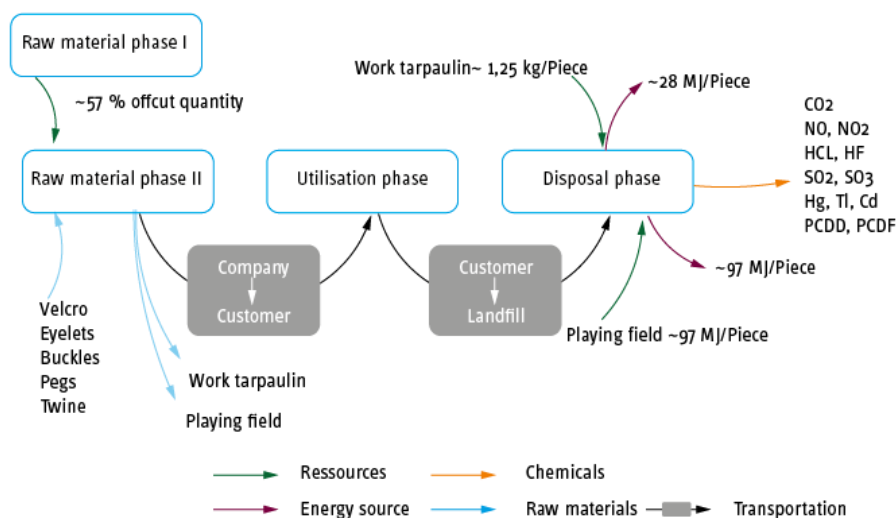 Raw material phase I
~57 % offcut quantity
Work tarpaulin~ 1,25 kg/Piece
~28 MJ/Piece
CO2
NO, NO2
HCL, HF
SO2, SO3
Hg, Tl, Cd
PCDD, PCDF
Raw material phase II
Utilisation phase
Disposal phase
Company
Customer
Customer
Landfill
~97 MJ/Piece
Velcro
Eyelets
Buckles
Pegs
Twine
Playing field ~97 MJ/Piece
Work tarpaulin
Playing field
Ressources
Chemicals
Energy source
Raw materials
Transportation